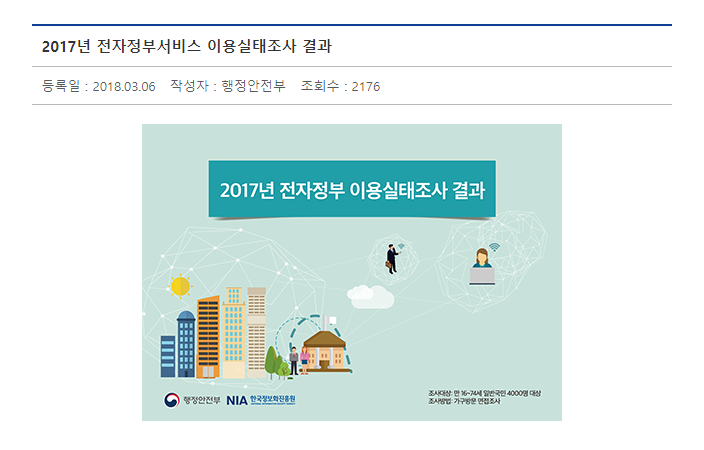 2017년 전자정부서비스 이용실태조사 결과
등록일 : 2018.03.06 작성자 : 행정안전부 조회수 : 2176
2017년 전자정부 이용실태조사 결과
행정안전부 NIA 한국정보화진흥원
조사대상: 만 16~74세 일반국민 4000명 대상
조사방법: 가구방문 면접조사